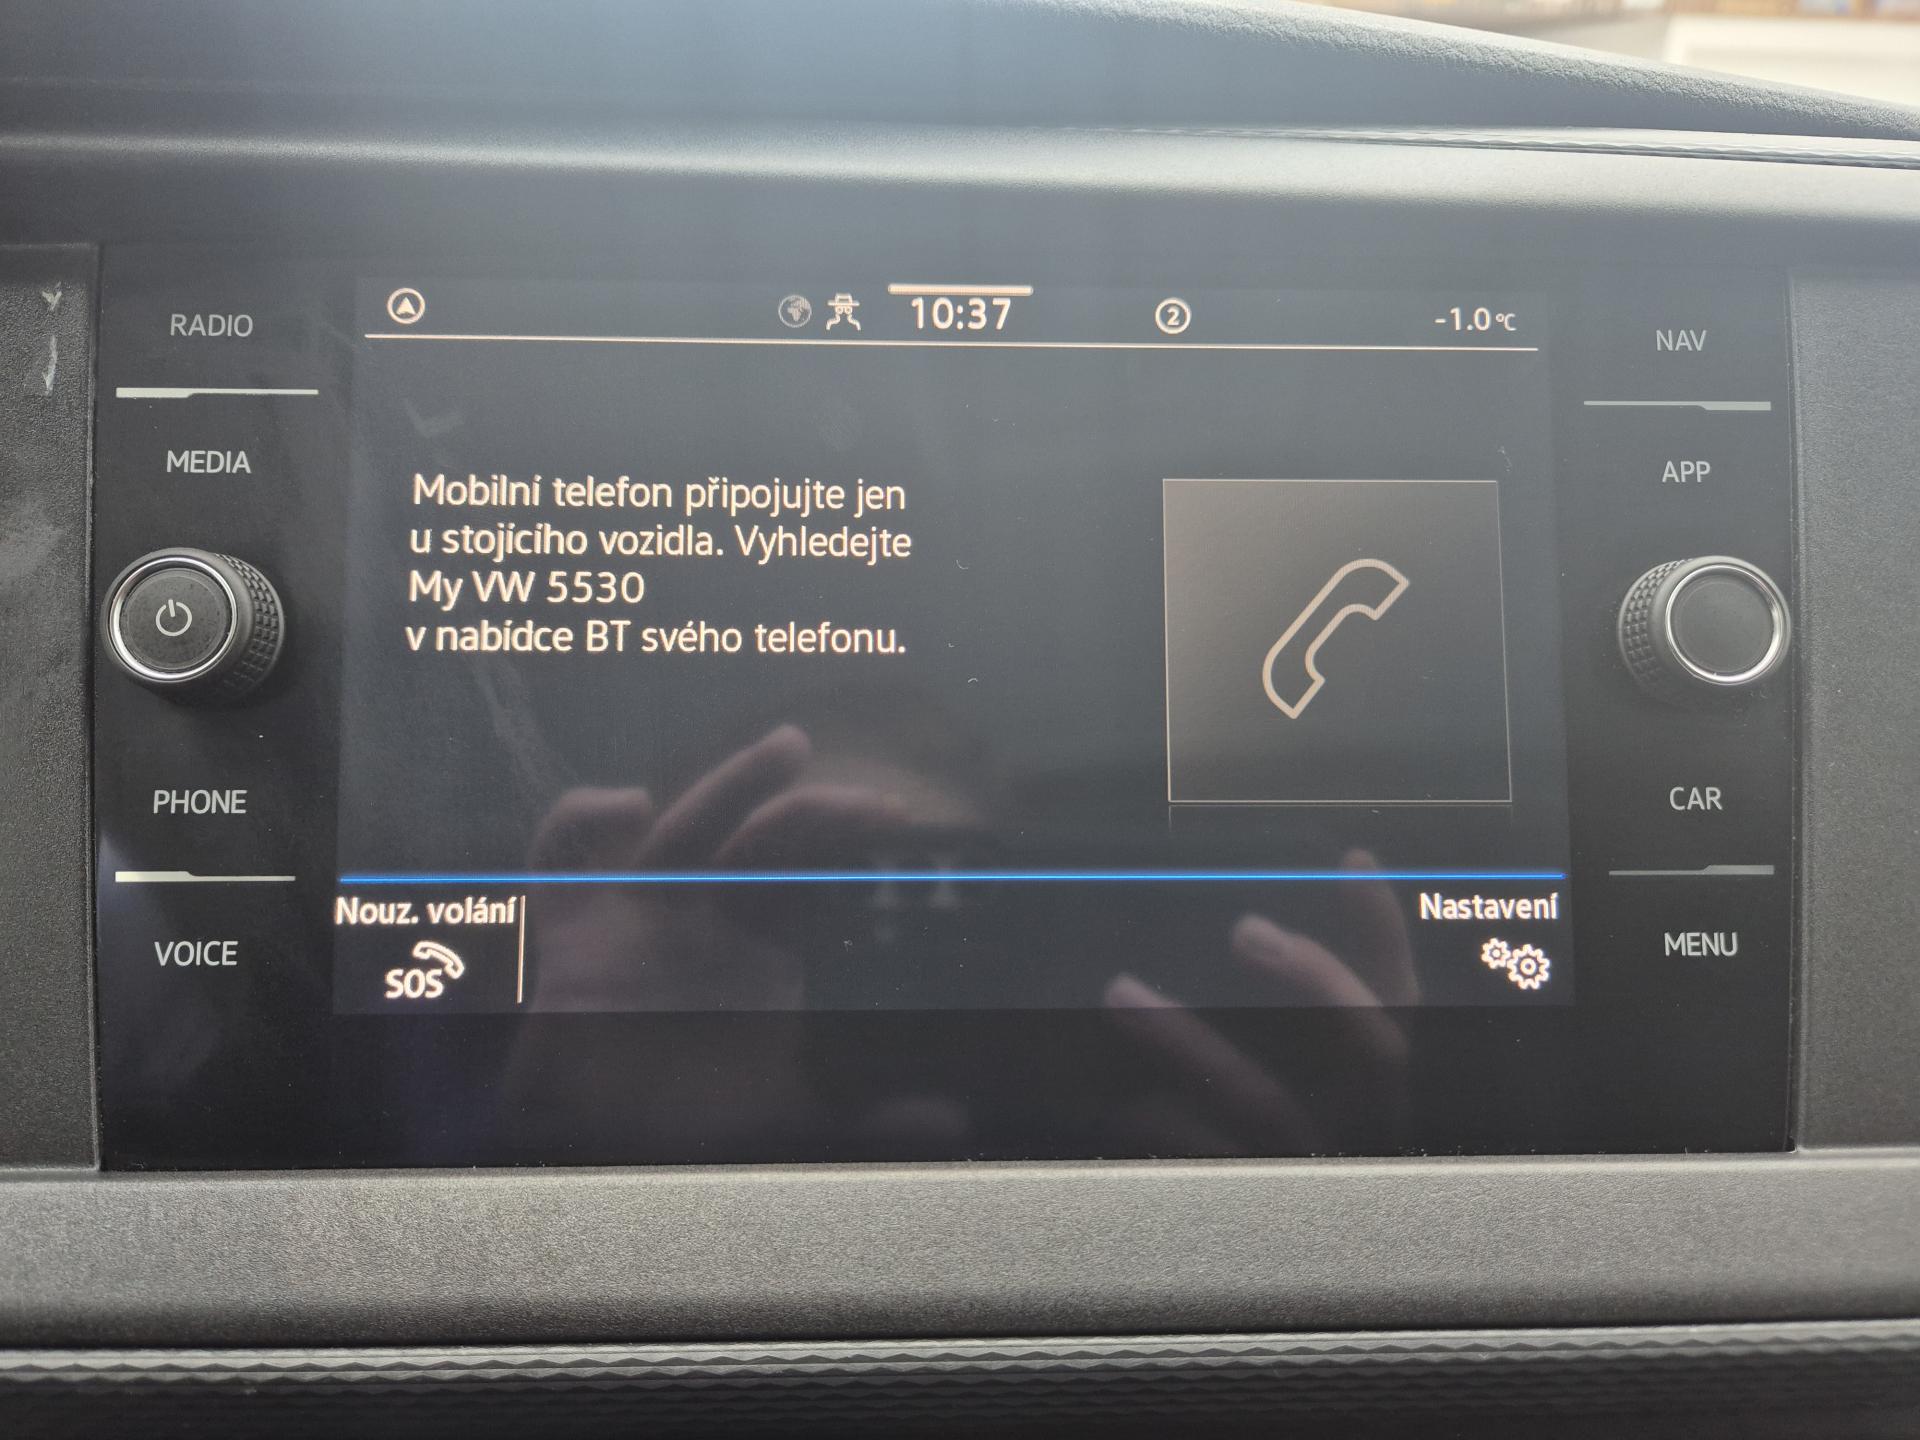 RADIO
MEDIA
PHONE
VOICE
10:37
2
-1.0 °C
Mobilní telefon připojujte jen
u stojícího vozidla. Vyhledejte
My VW 5530
v nabídce BT svého telefonu.
Nouz. volání
SOS
Nastavení
NAV
APP
CAR
MENU